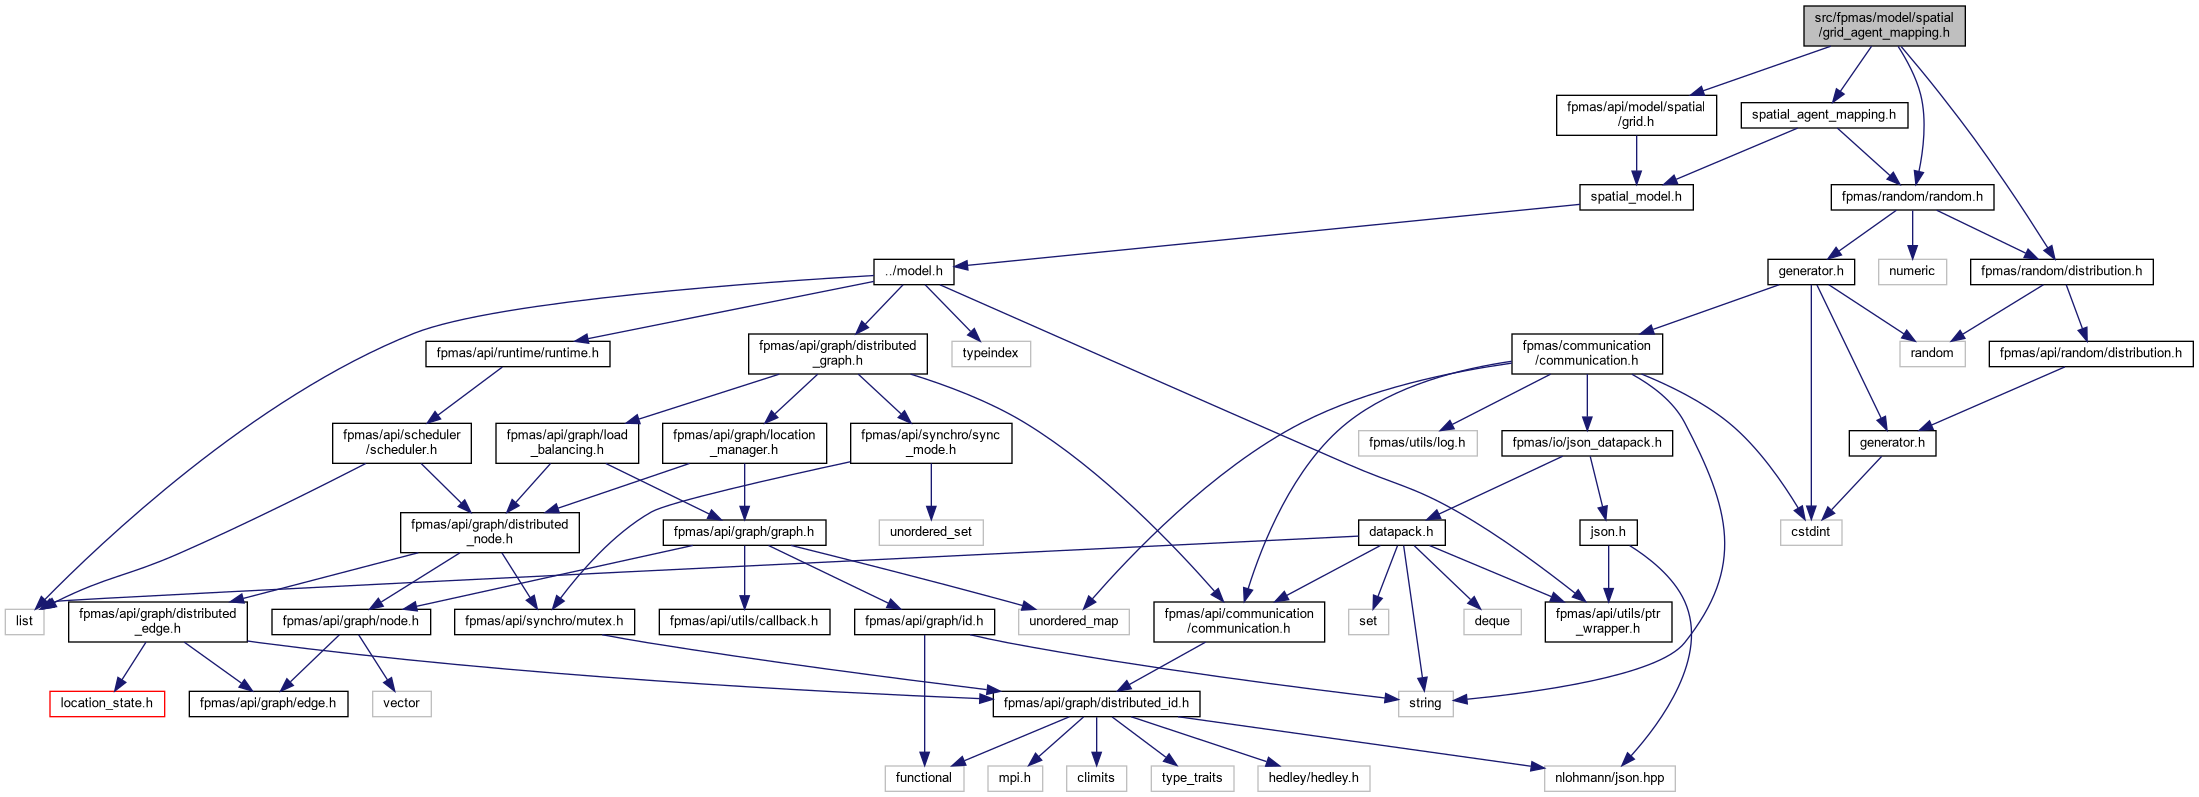 src/fpmas/model/spatial
/grid_agent_mapping.h
fpmas/api/model/spatial
/grid.h
spatial_agent_mapping.h
spatial_model.h
fpmas/random/random.h
../model.h
generator.h
numeric
fpmas/random/distribution.h
fpmas/api/runtime/runtime.h
fpmas/api/graph/distributed
_graph.h
typeindex
fpmas/communication
/communication.h
random
fpmas/api/random/distribution.h
fpmas/api/scheduler
/scheduler.h
fpmas/api/graph/load
_balancing.h
fpmas/api/graph/location
_manager.h
fpmas/api/synchro/sync
_mode.h
fpmas/utils/log.h
fpmas/io/json_datapack.h
generator.h
fpmas/api/graph/distributed
_node.h
fpmas/api/graph/graph.h
unordered_set
datapack.h
json.h
cstdint
list
fpmas/api/graph/distributed
_edge.h
fpmas/api/graph/node.h
fpmas/api/synchro/mutex.h
fpmas/api/utils/callback.h
fpmas/api/graph/id.h
unordered_map
fpmas/api/communication
/communication.h
set
deque
fpmas/api/utils/ptr
_wrapper.h
location_state.h
fpmas/api/graph/edge.h
vector
fpmas/api/graph/distributed_id.h
string
functional
mpi.h
climits
type_traits
hedley/hedley.h
nlohmann/json.hpp